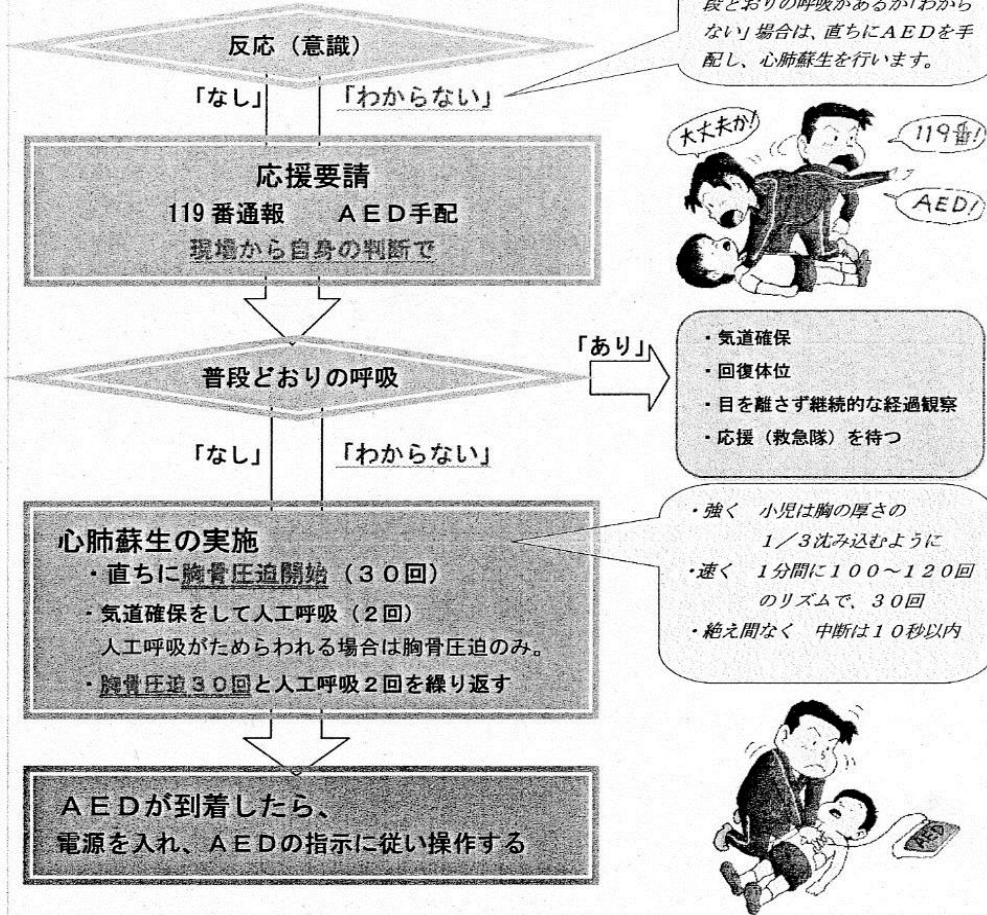 段どおりの呼吸があるか「わから
ない」場合は、直ちにAEDを手
配し、心肺蘇生を行います。
反応（意識）
「なし」 「わからない」
応援要請
119番通報 AED手配
現場から自身の判断で
大丈夫か!
119番!
AED!
普段どおりの呼吸
「あり」
・気道確保
・回復体位
・目を離さず継続的な経過観察
・応援（救急隊）を待つ
「なし」 「わからない」
心肺蘇生の実施
・直ちに胸骨圧迫開始（30回）
・気道確保をして人工呼吸（2回）
人工呼吸がためらわれる場合は胸骨圧迫のみ。
・胸骨圧迫30回と人工呼吸2回を繰り返す
・強く 小児は胸の厚さの
1／3沈み込むように
・速く 1分間に100～120回
のリズムで、30回
・絶え間なく 中断は10秒以内
AEDが到着したら、
電源を入れ、AEDの指示に従い操作する
AED